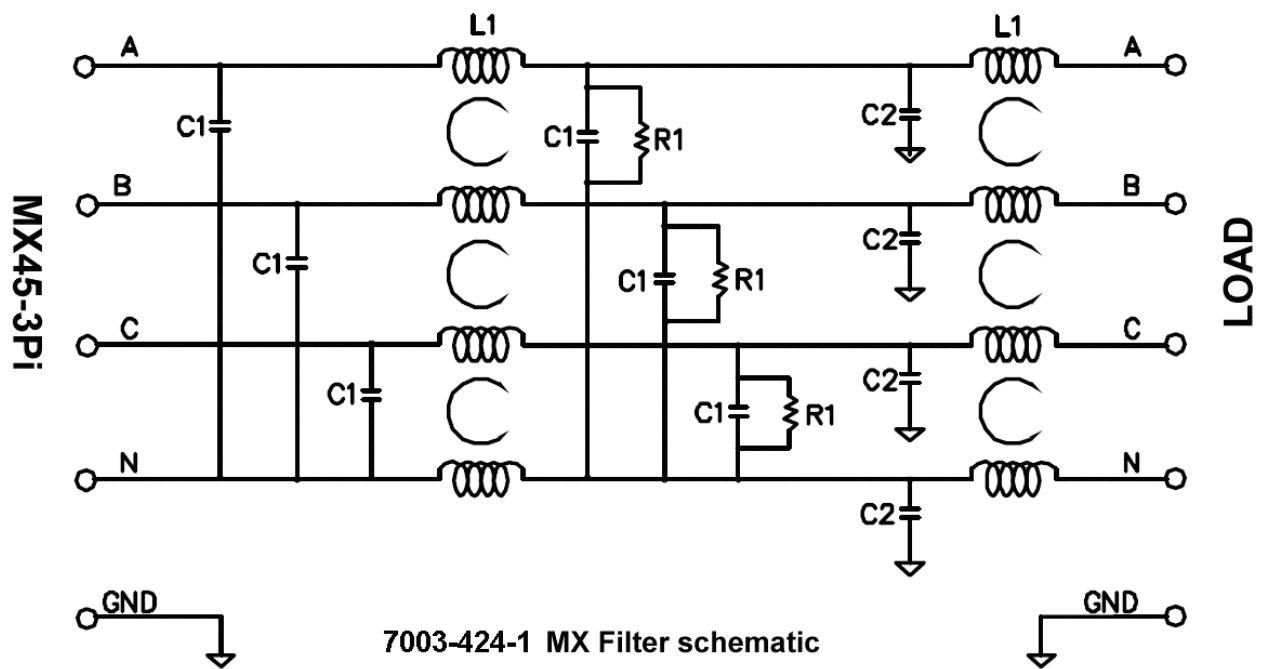 L1
L1
A
A
C1
C1
R1
C2
B
B
C1
C1
R1
C2
MX45-3Pi
LOAD
C
C
C1
C1
R1
C2
N
N
C2
GND
GND
7003-424-1 MX Filter schematic